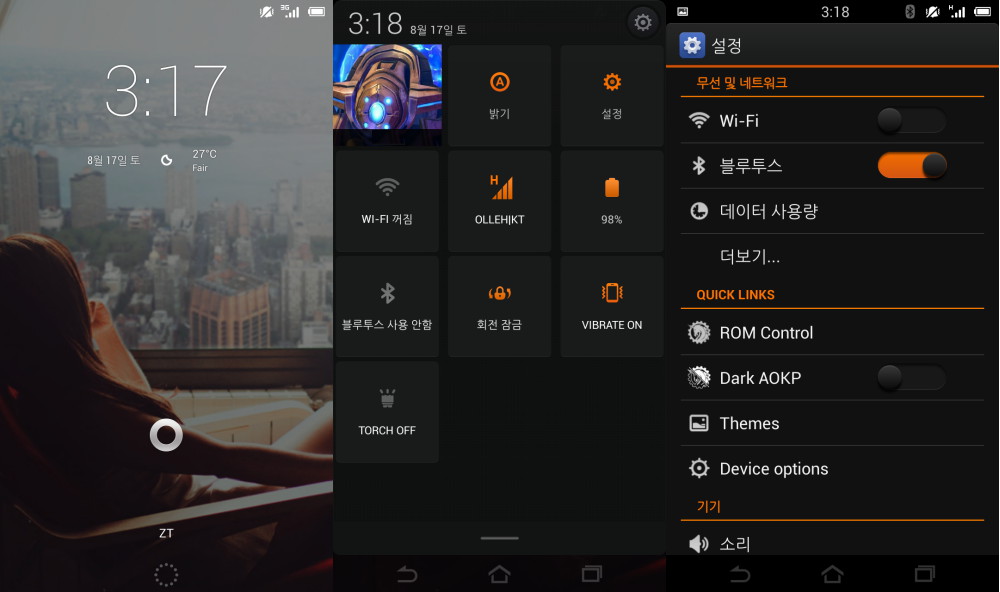 3G
3:17
8월 17일 토
27°C
Fair
ZT
3:18
8월 17일 토
밝기
설정
WI-FI 꺼짐
H
OLLEH|KT
98%
블루투스 사용 안함
회전 잠금
VIBRATE ON
TORCH OFF
3:18
H
설정
무선 및 네트워크
Wi-Fi
블루투스
데이터 사용량
더보기...
QUICK LINKS
ROM Control
Dark AOKP
Themes
Device options
기기
소리